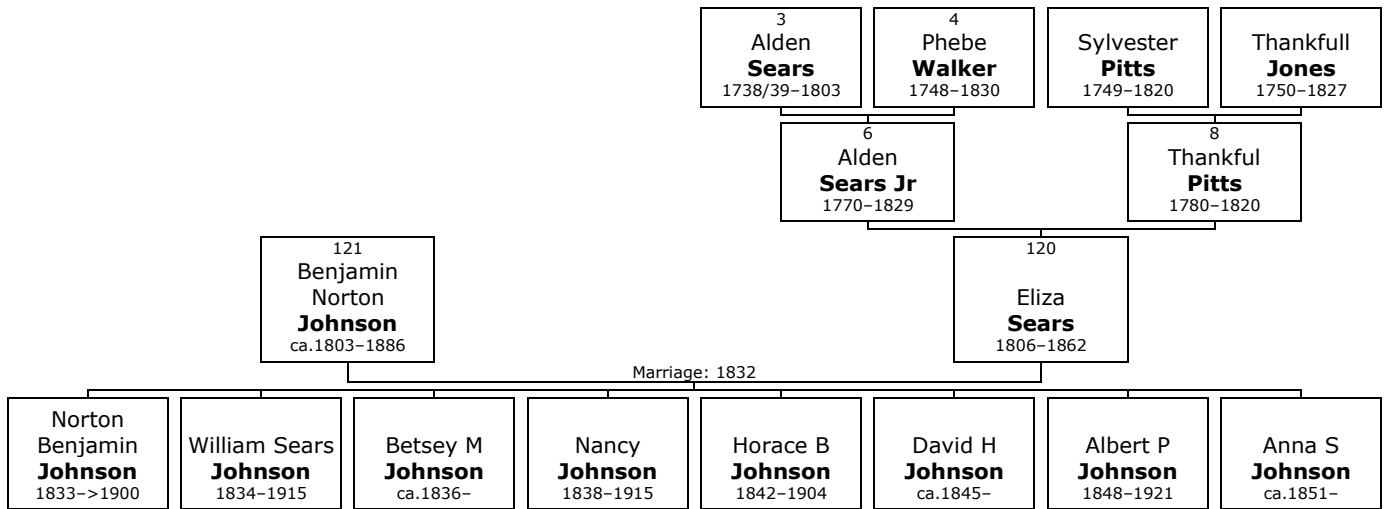 3
Alden
Sears
1738/39–1803
4
Phebe
Walker
1748–1830
Sylvester
Pitts
1749–1820
Thankfull
Jones
1750–1827
6
Alden
Sears Jr
1770–1829
8
Thankful
Pitts
1780–1820
121
Benjamin
Norton
Johnson
ca.1803–1886
120
Eliza
Sears
1806–1862
Marriage: 1832
Norton
Benjamin
Johnson
1833–>1900
William Sears
Johnson
1834–1915
Betsey M
Johnson
ca.1836–
Nancy
Johnson
1838–1915
Horace B
Johnson
1842–1904
David H
Johnson
ca.1845–
Albert P
Johnson
1848–1921
Anna S
Johnson
ca.1851–